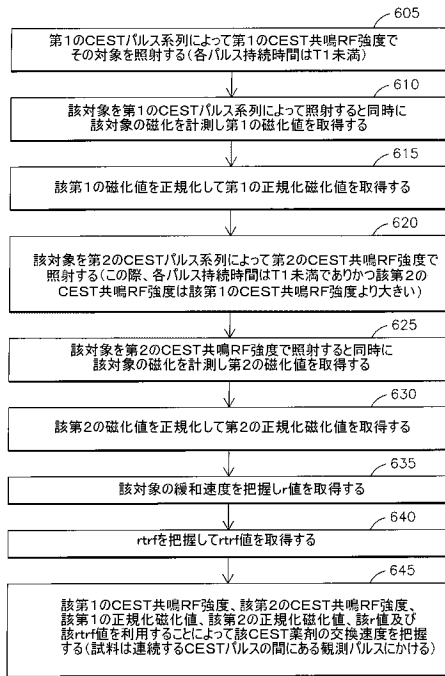 605
第1のCESTパルス系列によって第1のCEST共鳴RF強度で
その対象を照射する(各パルス持続時間はT1未満)
610
該対象を第1のCESTパルス系列によって照射すると同時に
該対象の磁化を計測し第1の磁化値を取得する
615
該第1の磁化値を正規化して第1の正規化磁化値を取得する
620
該対象を第2のCESTパルス系列によって第2のCEST共鳴RF強度で
照射する(この際、各パルス持続時間はT1未満でありかつ該第2の
CEST共鳴RF強度は該第1のCEST共鳴RF強度より大きい)
625
該対象を第2のCEST共鳴RF強度で照射すると同時に
該対象の磁化を計測し第2の磁化値を取得する
630
該第2の磁化値を正規化して第2の正規化磁化値を取得する
635
該対象の緩和速度を把握しr値を取得する
640
rtrfを把握してrtrf値を取得する
645
該第1のCEST共鳴RF強度、該第2のCEST共鳴RF強度、
該第1の正規化磁化値、該第2の正規化磁化値、該r値及び
該rtrf値を利用することによって該CEST薬剤の交換速度を把握
する(試料は連続するCESTパルスの間にある観測パルスにかける)